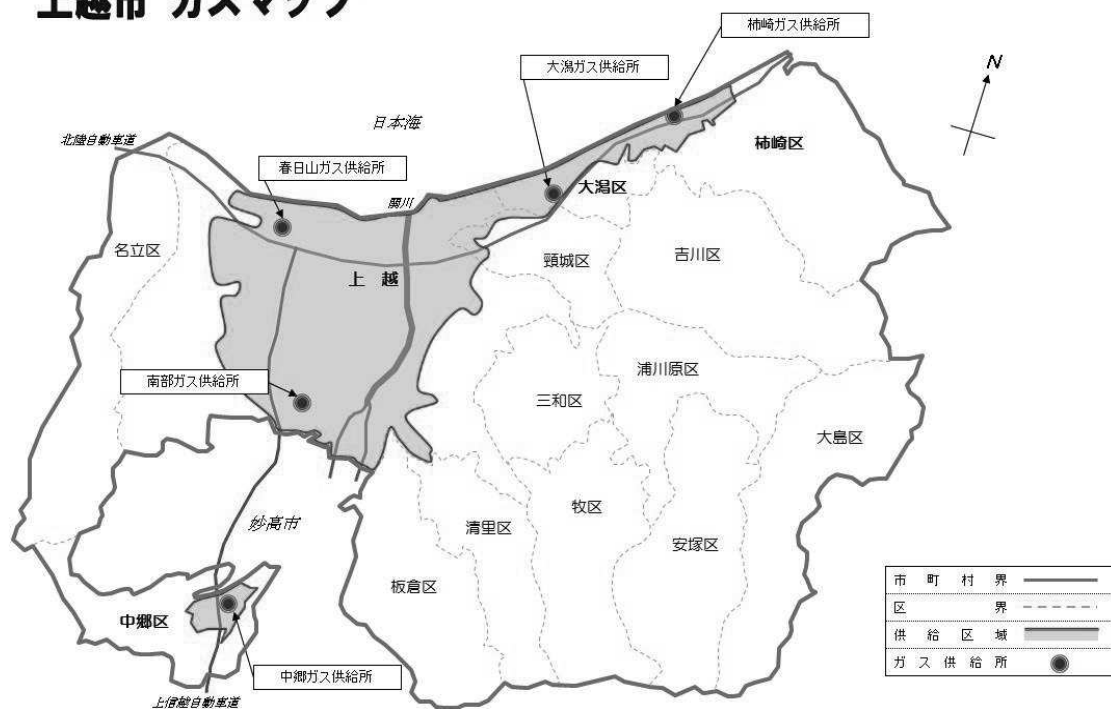 上越市 ガスマップ
柿崎ガス供給所
大潟ガス供給所
N
日本海
北陸自動車道
柿崎区
春日山ガス供給所
大潟区
関川
名立区
頸城区
吉川区
上 越
浦川原区
南部ガス供給所
三和区
大島区
妙高市
清里区
牧区
安塚区
板倉区
中郷区
中郷ガス供給所
上信越自動車道
市町村界
区界
供給区域
ガス供給所